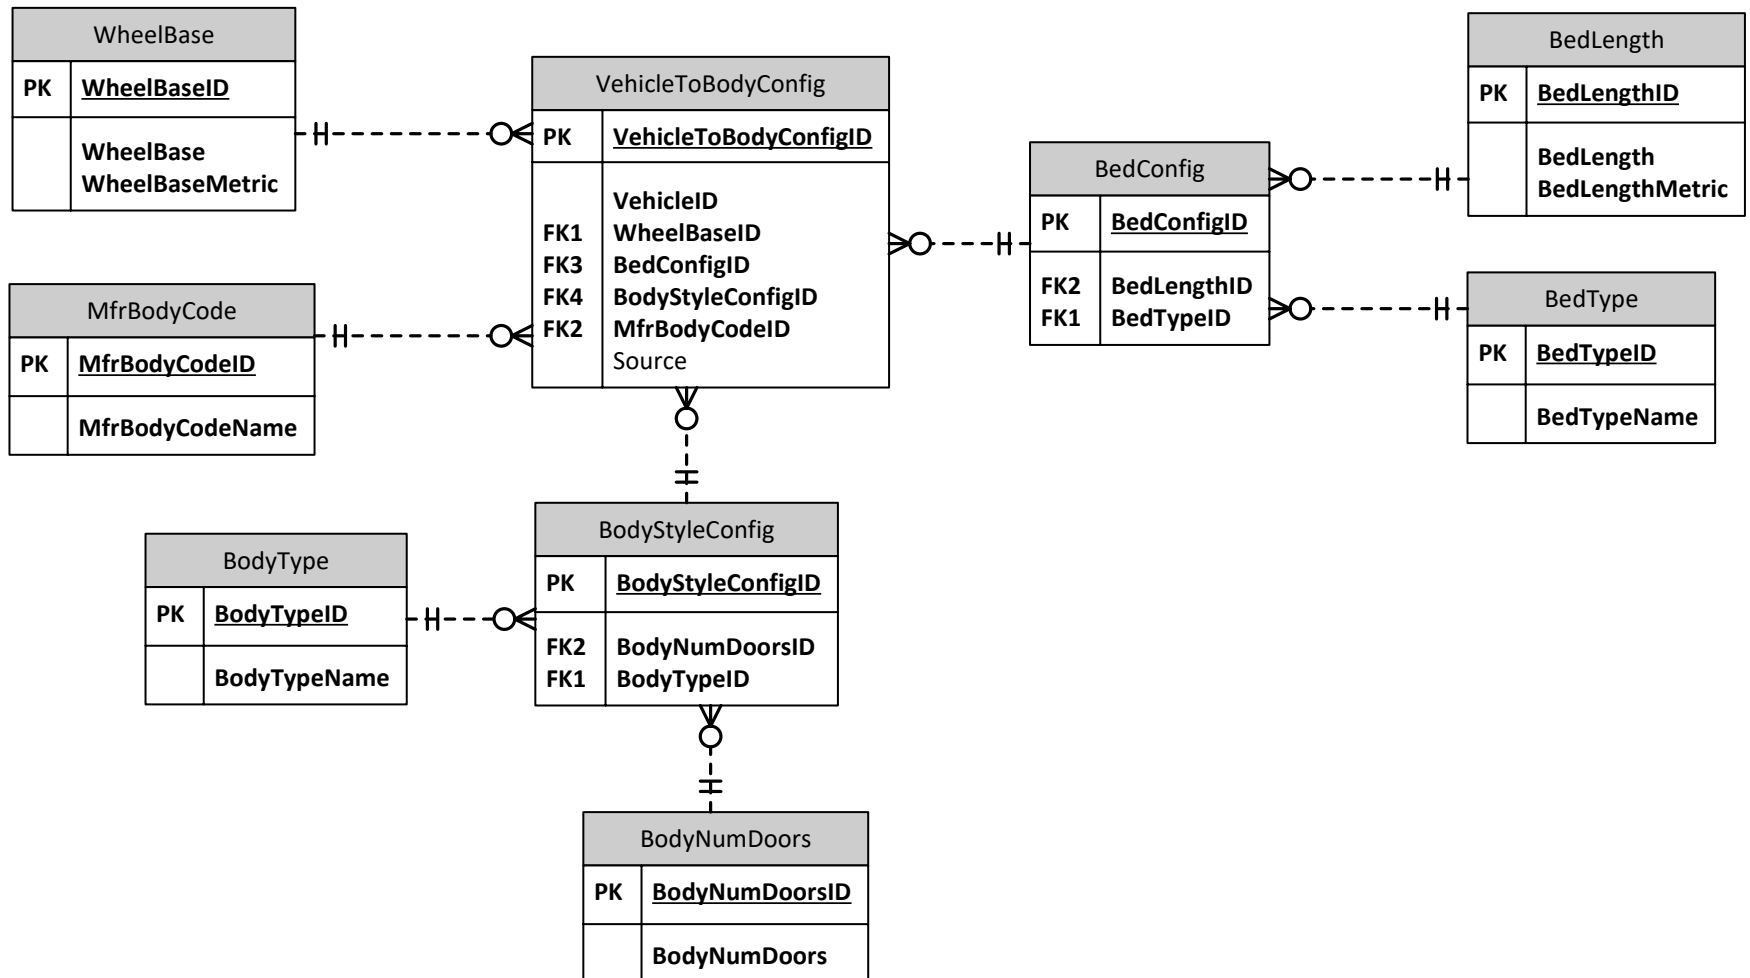 WheelBase
PK WheelBaseID
WheelBase
WheelBaseMetric
VehicleToBodyConfig
PK VehicleToBodyConfigID
VehicleID
FK1 WheelBaseID
FK3 BedConfigID
FK4 BodyStyleConfigID
FK2 MfrBodyCodeID
Source
BedConfig
PK BedConfigID
FK2 BedLengthID
FK1 BedTypeID
BedLength
PK BedLengthID
BedLength
BedLengthMetric
MfrBodyCode
PK MfrBodyCodeID
MfrBodyCodeName
BedType
PK BedTypeID
BedTypeName
BodyType
PK BodyTypeID
BodyTypeName
BodyStyleConfig
PK BodyStyleConfigID
FK2 BodyNumDoorsID
FK1 BodyTypeID
BodyNumDoors
PK BodyNumDoorsID
BodyNumDoors